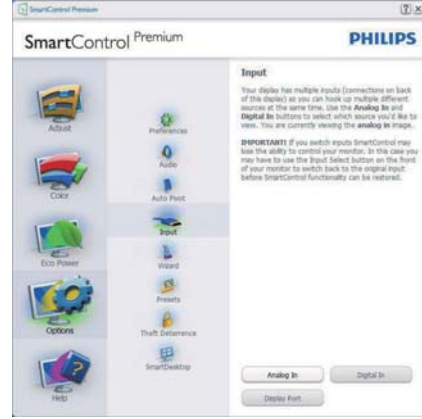 SmartControl Premium
SmartControl Premium
PHILIPS
Adjust
Color
Eco Power
Options
Help
Preferences
Audio
Auto Pivot
Input
Wizard
Presets
Theft Deterrence
SmartDesktop
Input
Your display has multiple inputs (connections on back
of this display) so you can hook up multiple different
sources at the same time. Use the Analog In and
Digital In buttons to select which source you'd like to
view. You are currently viewing the analog in image.
IMPORTANT! If you switch inputs SmartControl may
lose the ability to control your monitor. In this case you
may have to use the Input Select button on the front
of your monitor to switch back to the original input
before SmartControl functionality can be restored.
Analog In
Digital In
Display Port